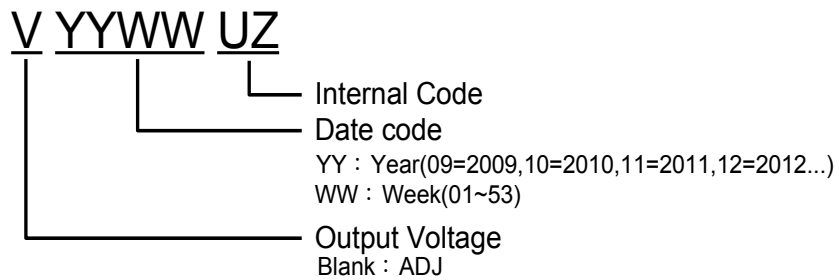 V YYWW UZ
Internal Code
Date code
YY：Year(09=2009,10=2010,11=2011,12=2012...)
WW：Week(01~53)
Output Voltage
Blank：ADJ